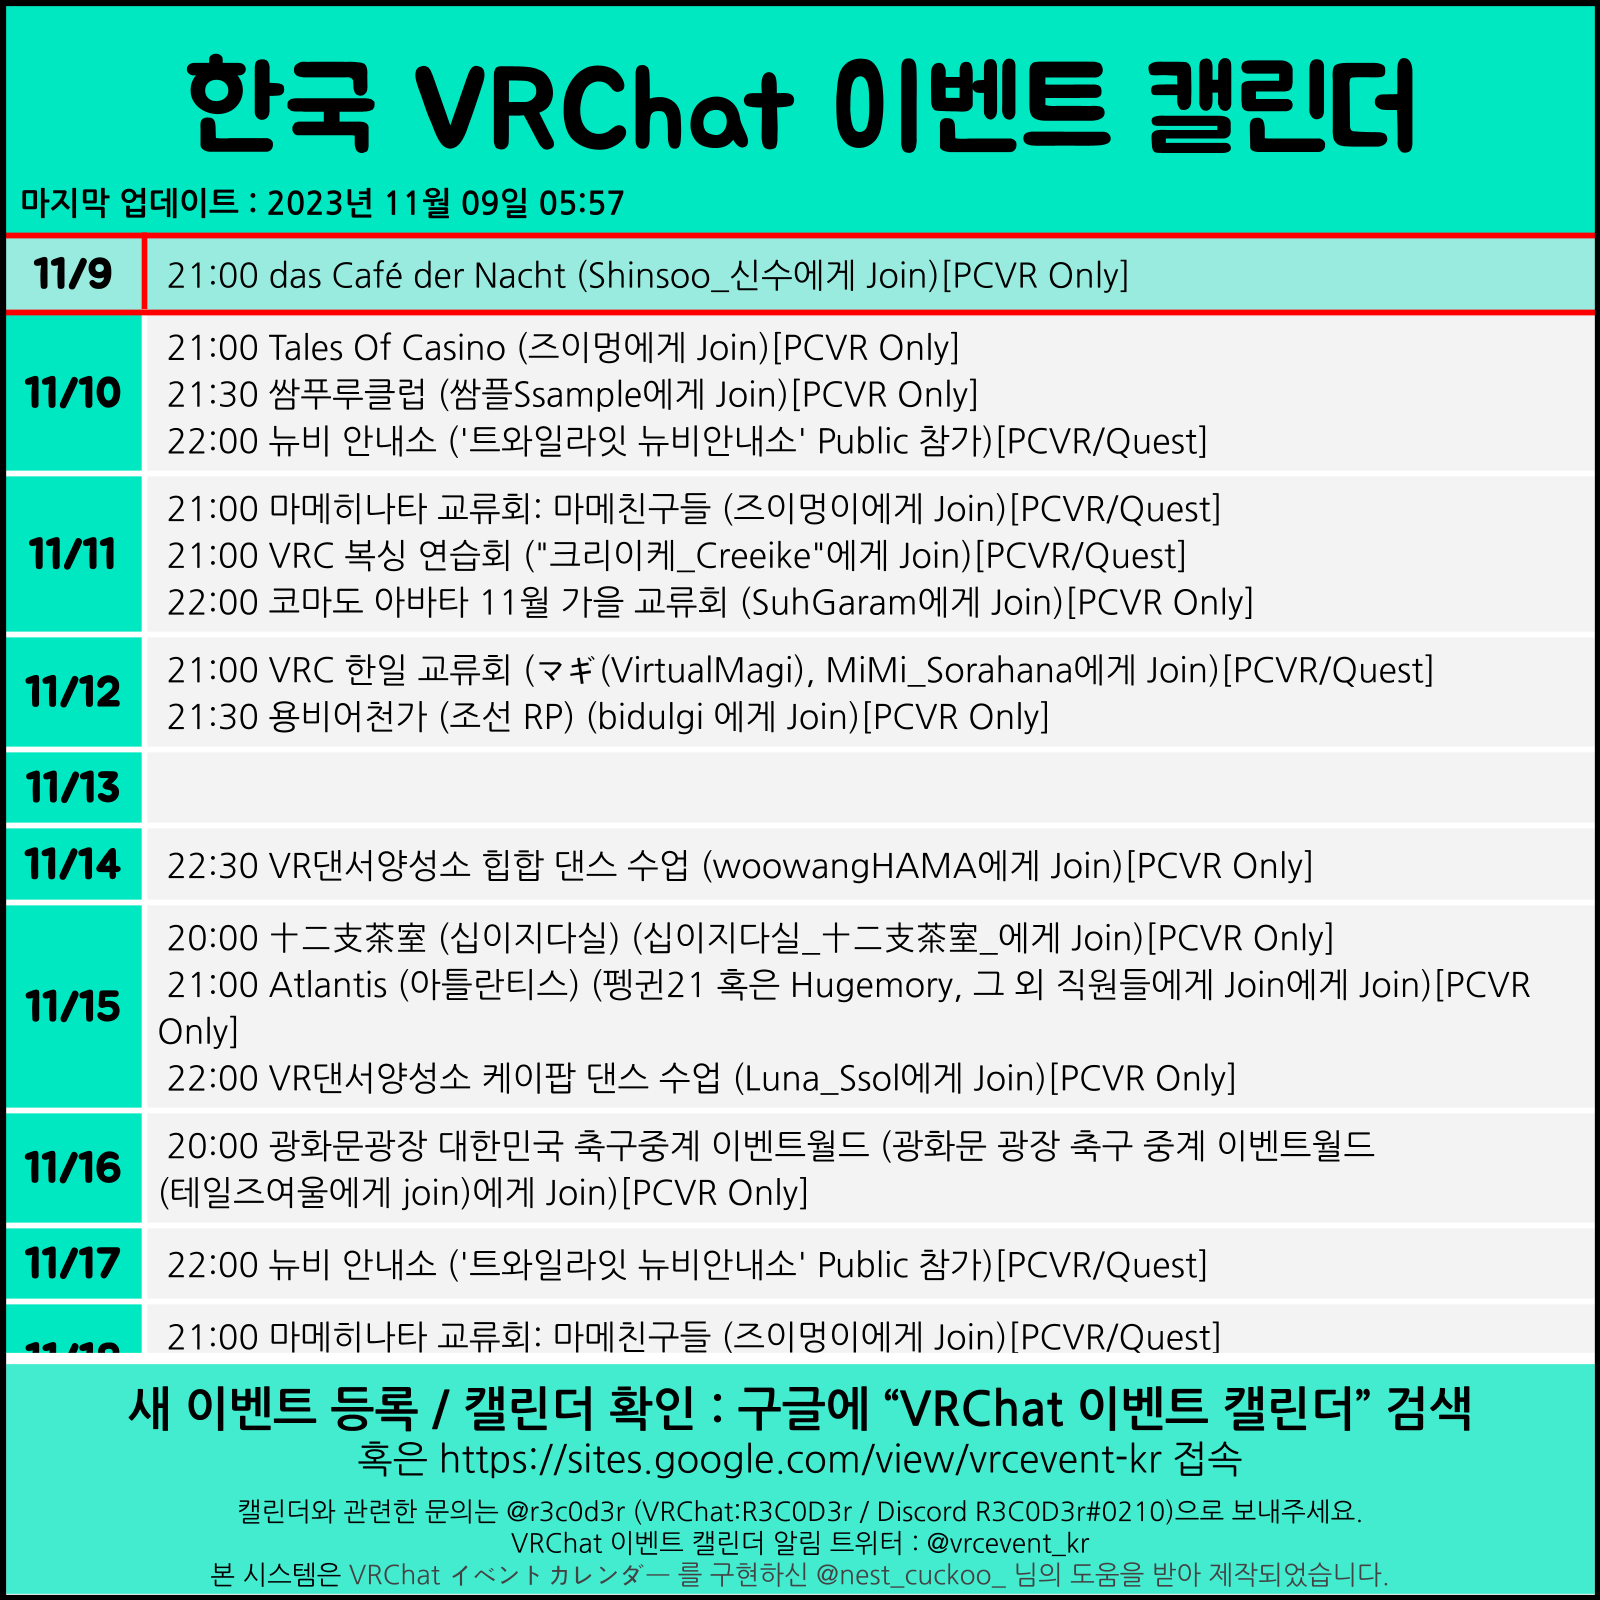 한국 VRChat 이벤트 캘린더
마지막 업데이트 : 2023년 11월 09일 05:57
11/9
21:00 das Café der Nacht (Shinsoo_신수에게 Join)[PCVR Only]
11/10
21:00 Tales Of Casino (즈이멍에게 Join)[PCVR Only]
21:30 쌈푸루클럽 (쌈플Ssample에게 Join)[PCVR Only]
22:00 뉴비 안내소 ('트와일라잇 뉴비안내소' Public 참가)[PCVR/Quest]
11/11
21:00 마메히나타 교류회: 마메친구들 (즈이멍이에게 Join)[PCVR/Quest]
21:00 VRC 복싱 연습회 ("크리이케_Creeike"에게 Join)[PCVR/Quest]
22:00 코마도 아바타 11월 가을 교류회 (SuhGaram에게 Join)[PCVR Only]
11/12
21:00 VRC 한일 교류회 (マギ(VirtualMagi), MiMi_Sorahana에게 Join)[PCVR/Quest]
21:30 용비어천가 (조선 RP) (bidulgi 에게 Join)[PCVR Only]
11/13
11/14
22:30 VR댄서양성소 힙합 댄스 수업 (woowangHAMA에게 Join)[PCVR Only]
11/15
20:00 十二支茶室 (십이지다실) (십이지다실_十二支茶室_에게 Join)[PCVR Only]
21:00 Atlantis (아틀란티스) (펭귄21 혹은 Hugemory, 그 외 직원들에게 Join에게 Join)[PCVR
Only]
22:00 VR댄서양성소 케이팝 댄스 수업 (Luna_Ssol에게 Join)[PCVR Only]
11/16
20:00 광화문광장 대한민국 축구중계 이벤트월드 (광화문 광장 축구 중계 이벤트월드
(테일즈여울에게 join)에게 Join)[PCVR Only]
11/17
22:00 뉴비 안내소 ('트와일라잇 뉴비안내소' Public 참가)[PCVR/Quest]
11/18
21:00 마메히나타 교류회: 마메친구들 (즈이멍이에게 Join)[PCVR/Quest]
새 이벤트 등록 / 캘린더 확인 : 구글에 “VRChat 이벤트 캘린더” 검색
혹은 https://sites.google.com/view/vrcevent-kr 접속
캘린더와 관련한 문의는 @r3c0d3r (VRChat:R3C0D3r / Discord R3C0D3r#0210)으로 보내주세요.
VRChat 이벤트 캘린더 알림 트위터 : @vrcevent_kr
본 시스템은 VRChat イベントカレンダー 를 구현하신 @nest_cuckoo_ 님의 도움을 받아 제작되었습니다.